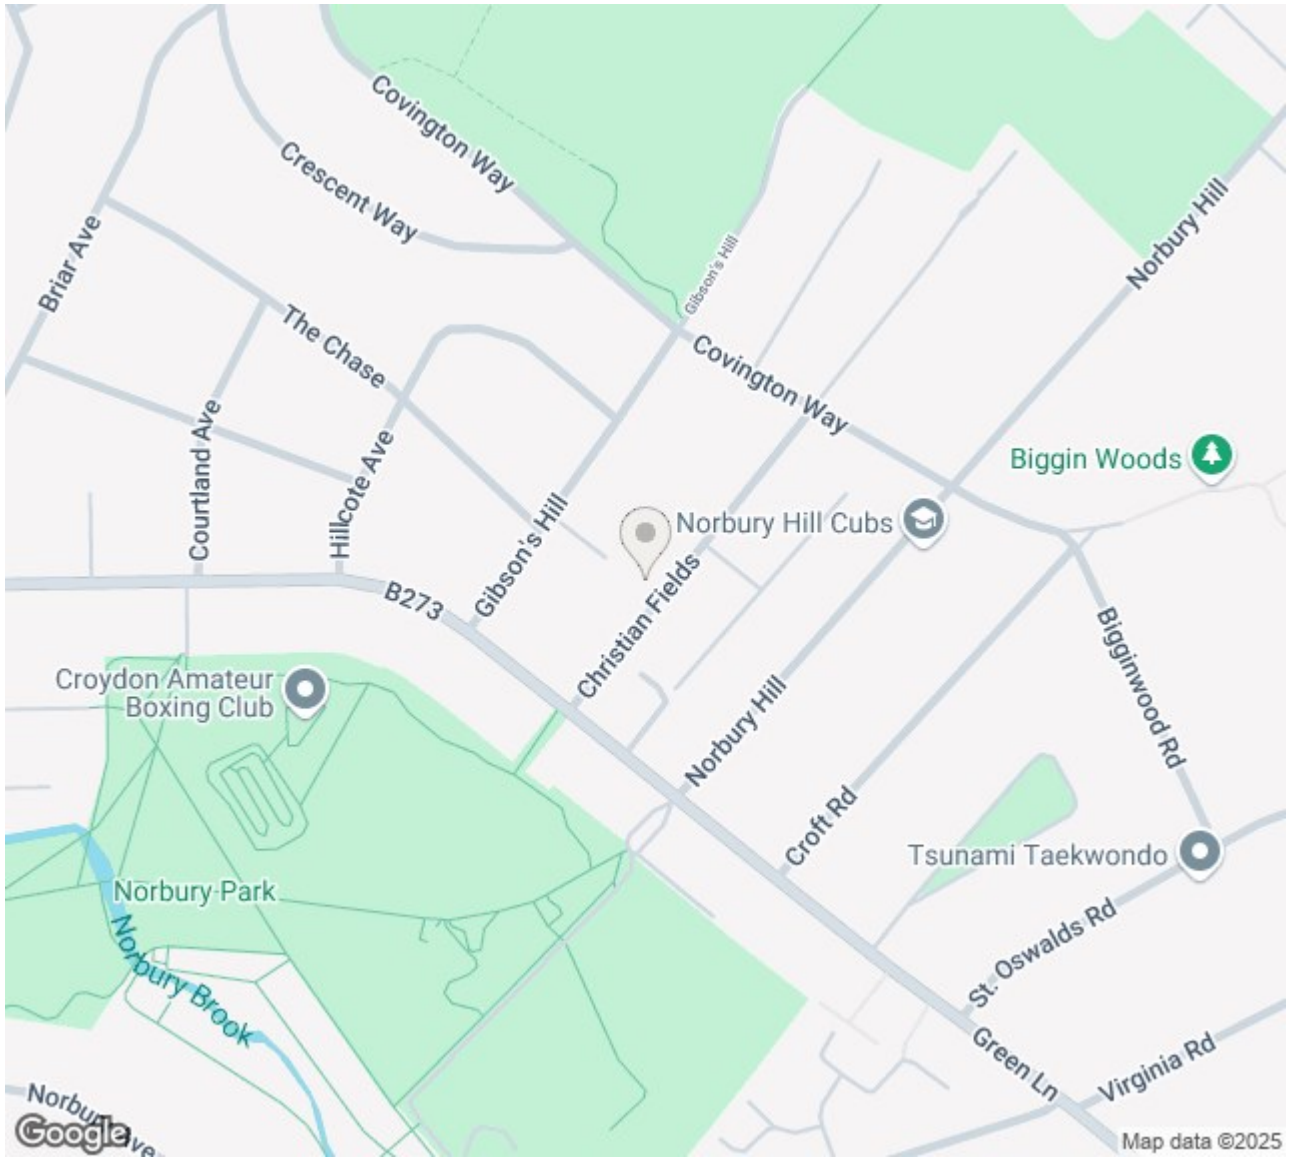 Covington Way
Crescent Way
Norbury Hill
Briar Ave
Gibson's Hill
The Chase
Covington Way
Courtland Ave
Hillcote Ave
Biggin Woods
Gibson's Hill
Norbury Hill Cubs
B273
Christian Fields
Bigginwood Rd
Croydon Amateur
Boxing Club
Norbury Hill
Croft Rd
Tsunami Taekwondo
Norbury Park
St. Oswalds Rd
Norbury Brook
Green Ln
Virginia Rd
Norbury Ave
Google
Map data ©2025